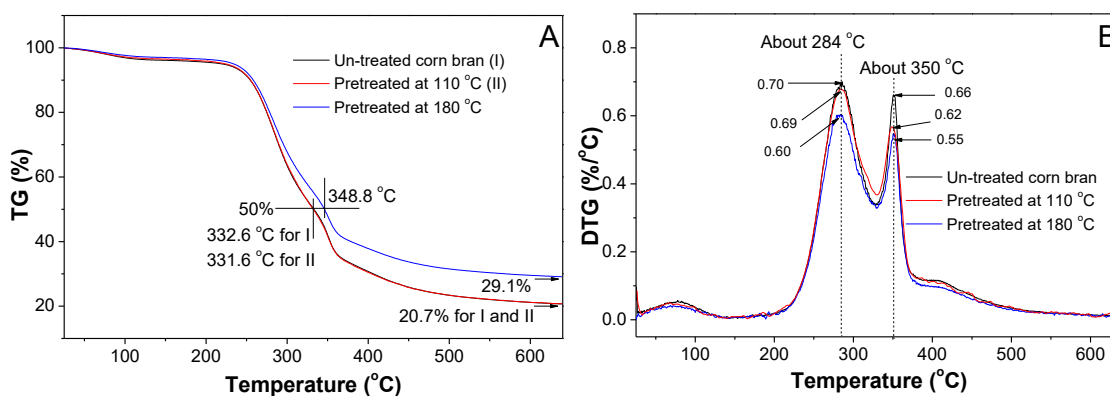 A
Un-treated corn bran (I)
Pretreated at 110 °C (II)
Pretreated at 180 °C
348.8 °C
50%
332.6 °C for I
331.6 °C for II
29.1%
20.7% for I and II
TG (%)
100
80
60
40
20
100 200 300 400 500 600
Temperature (°C)
About 284 °C
About 350 °C
0.70
0.66
0.69
0.62
0.60
0.55
Un-treated corn bran
Pretreated at 110 °C
Pretreated at 180 °C
DTG (%/°C)
0.8
0.6
0.4
0.2
0.0
100 200 300 400 500 600
Temperature (°C)